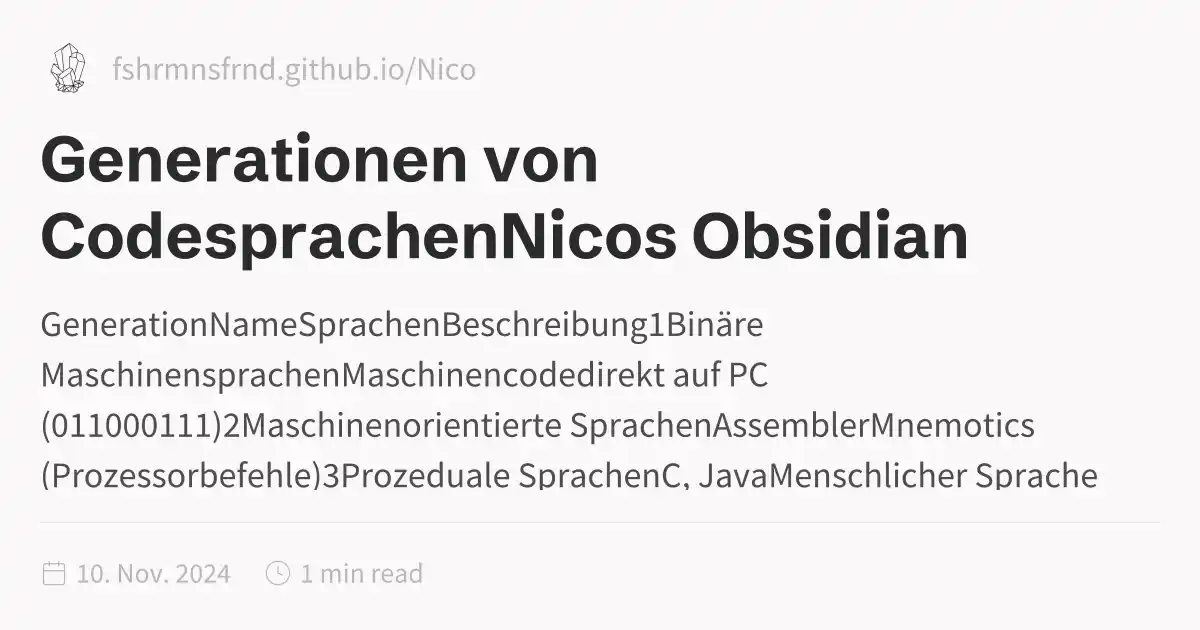 fshrmnsfrnd.github.io/Nico
Generationen von
CodesprachenNicos Obsidian
GenerationNameSprachenBeschreibung1Binäre
MaschinensprachenMaschinencodedirekt auf PC
(011000111)2Maschinenorientierte SprachenAssemblerMnemotics
(Prozessorbefehle)3Prozeduale SprachenC, JavaMenschlicher Sprache
10. Nov. 2024
1 min read